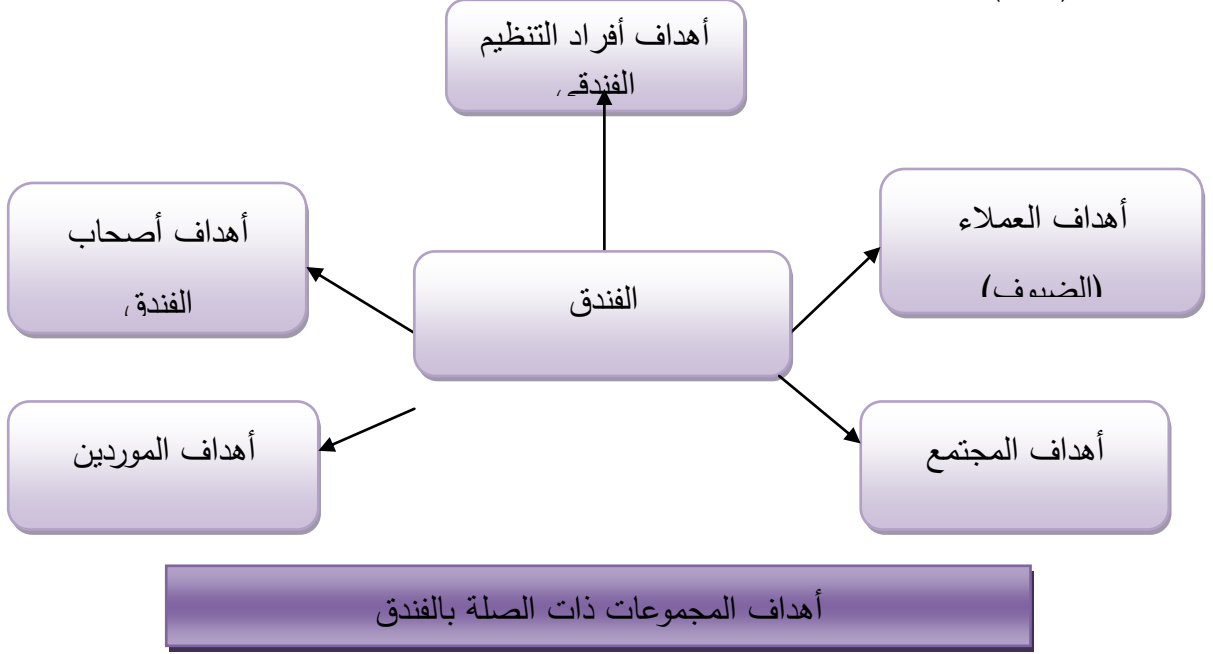 أهداف أفراد التنظيم
الفندقي
أهداف العملاء
(الضيوف)
أهداف أصحاب
الفندق
الفندق
أهداف المجتمع
أهداف الموردين
أهداف المجموعات ذات الصلة بالفندق